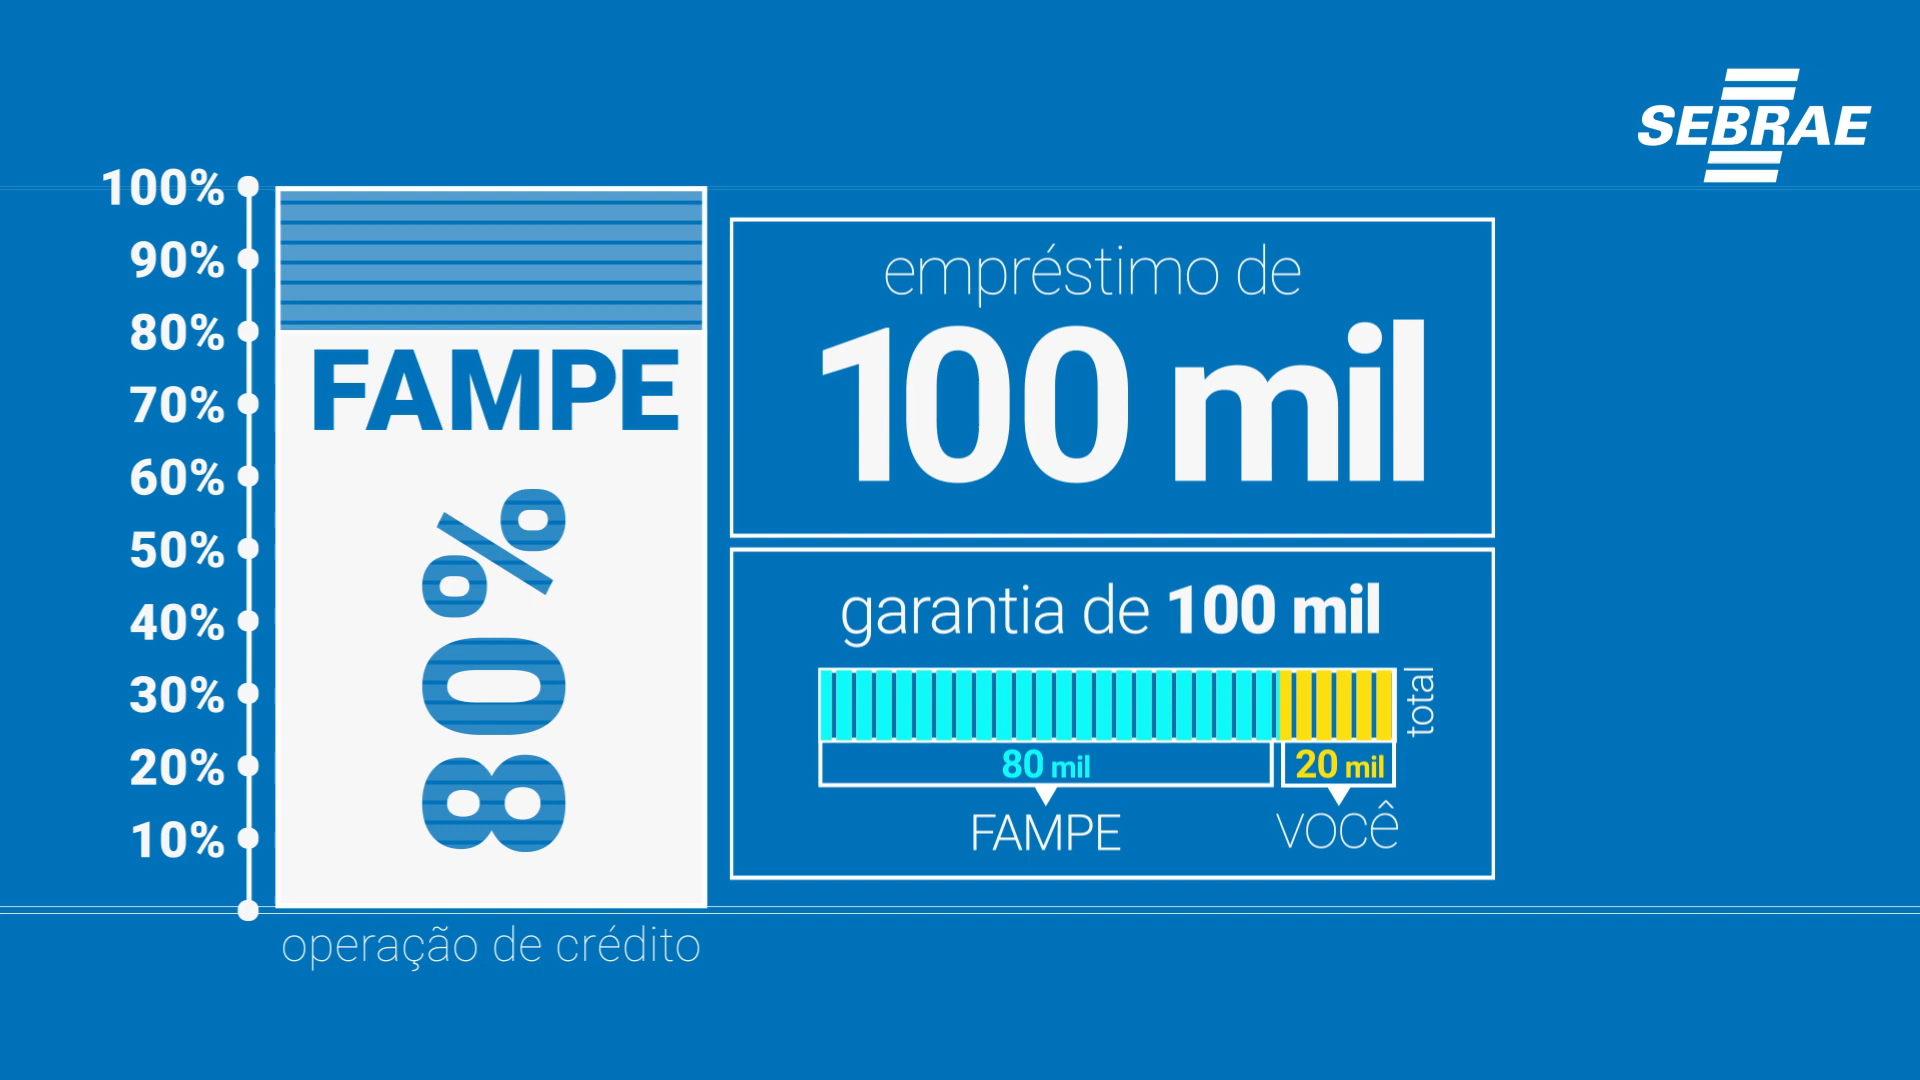 SEBRAE
100%
90%
80%
70%
60%
50%
40%
30%
20%
10%
FAMPE
80%
operação de crédito
empréstimo de
100 mil
garantia de 100 mil
total
80 mil
20 mil
FAMPE
VOCÊ